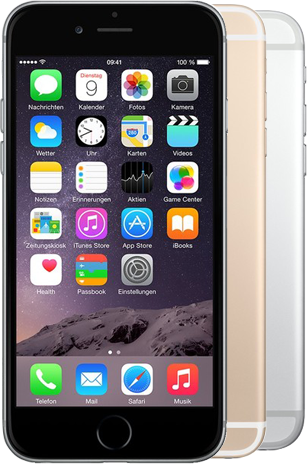 09:41 100 %
Dienstag
9
Nachrichten Kalender Fotos Kamera
280
Wetter Uhr Karten Videos
Notizen Erinnerungen Aktien Game Center
Zeitungskiosk iTunes Store App Store iBooks
Health Passbook Einstellungen
Telefon Mail Safari Musik